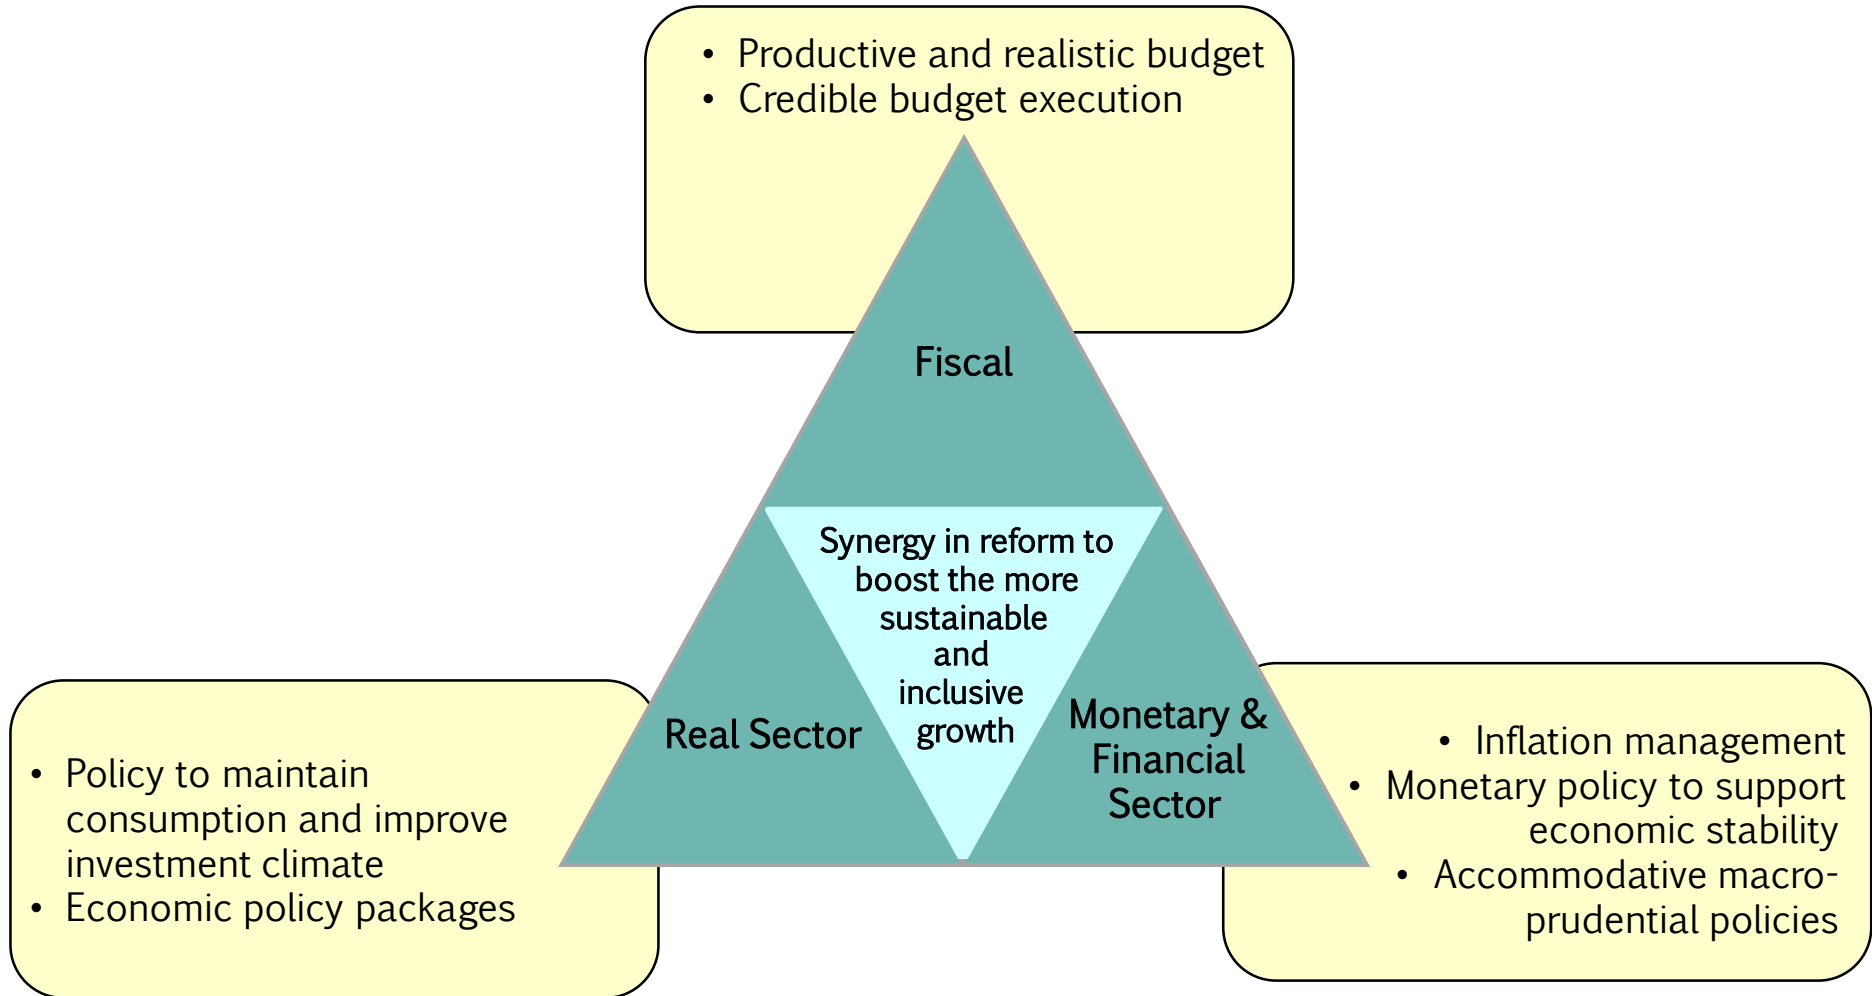 • Productive and realistic budget
• Credible budget execution
Fiscal
Synergy in reform to
boost the more
sustainable
and
inclusive
growth
Real Sector
Monetary &
Financial
Sector
• Policy to maintain
consumption and improve
investment climate
• Economic policy packages
• Inflation management
• Monetary policy to support
economic stability
• Accommodative macro-
prudential policies